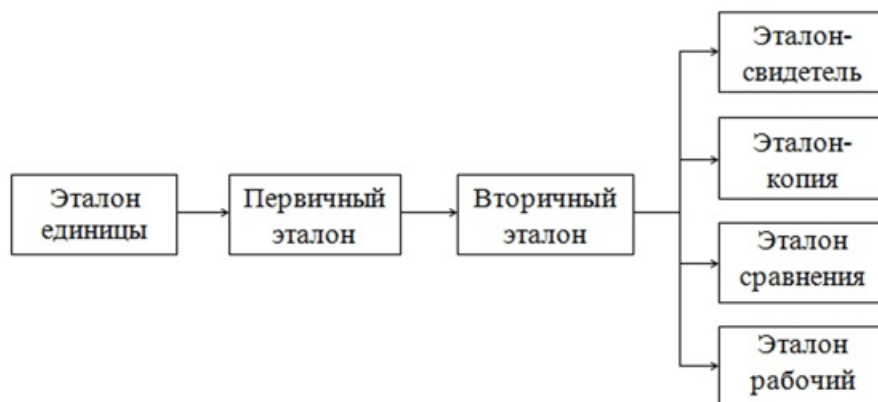 Эталон
единицы
Первичный
эталон
Вторичный
эталон
Эталон-
свидетель
Эталон-
копия
Эталон
сравнения
Эталон
рабочий